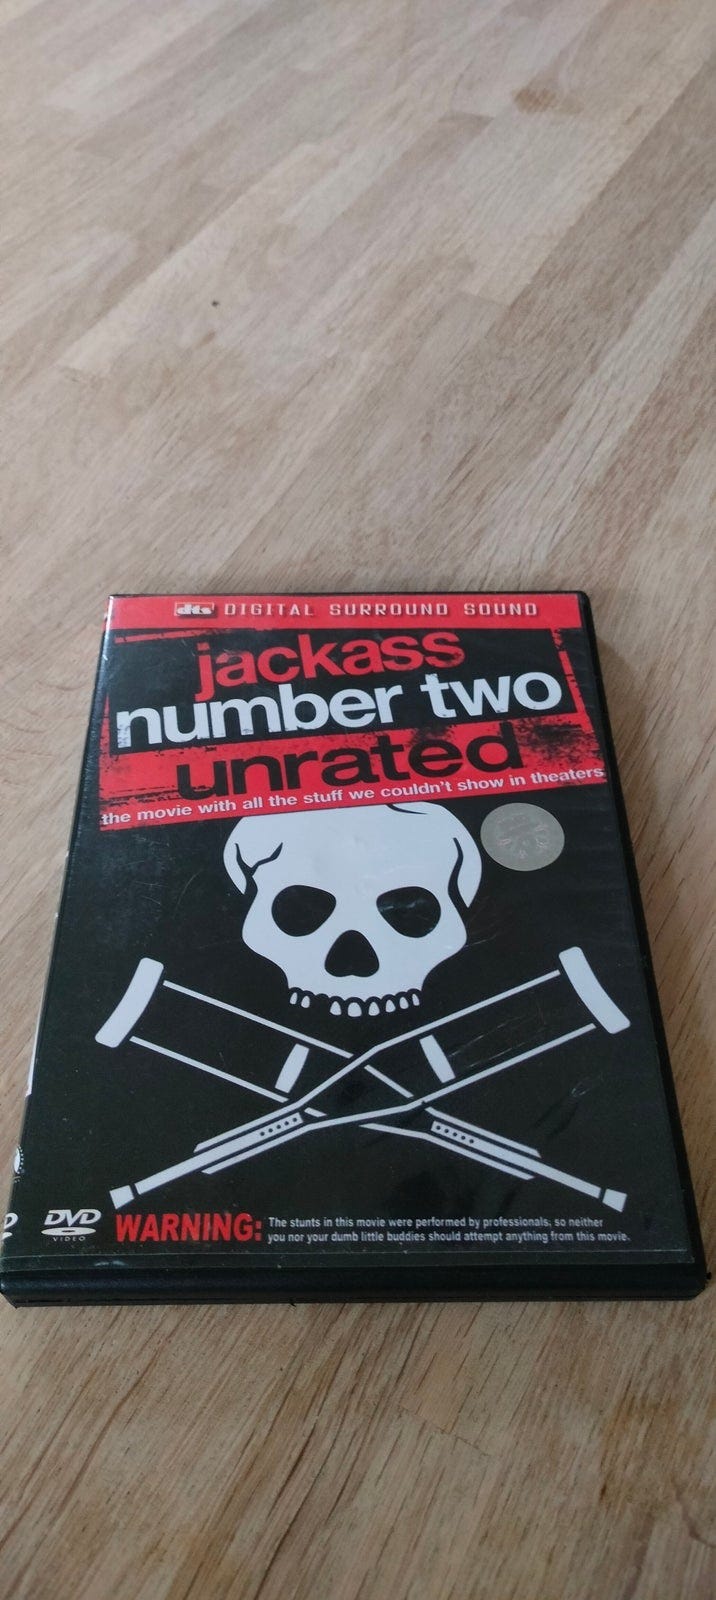 dts DIGITAL SURROUND SOUND
jackass
number two
unrated
the movie with all the stuff we couldn't show in theaters
DVD
VIDEO
WARNING:
The stunts in this movie were performed by professionals, so neither
you nor your dumb little buddies should attempt anything from this movie.